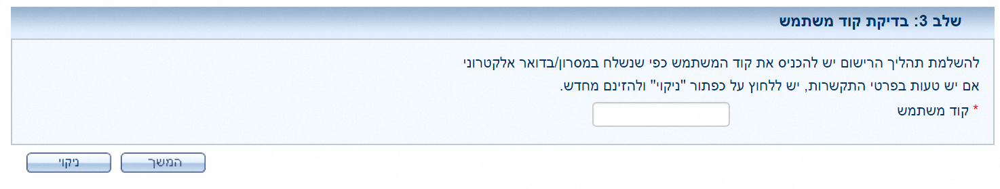 שלב 3: בדיקת קוד משתמש
להשלמת תהליך הרישום יש להכניס את קוד המשתמש כפי שנשלח במסרון/בדואר אלקטרוני
אם יש טעות בפרטי התקשרות, יש ללחוץ על כפתור "ניקוי" ולהזינם מחדש.
* קוד משתמש
המשך
ניקוי